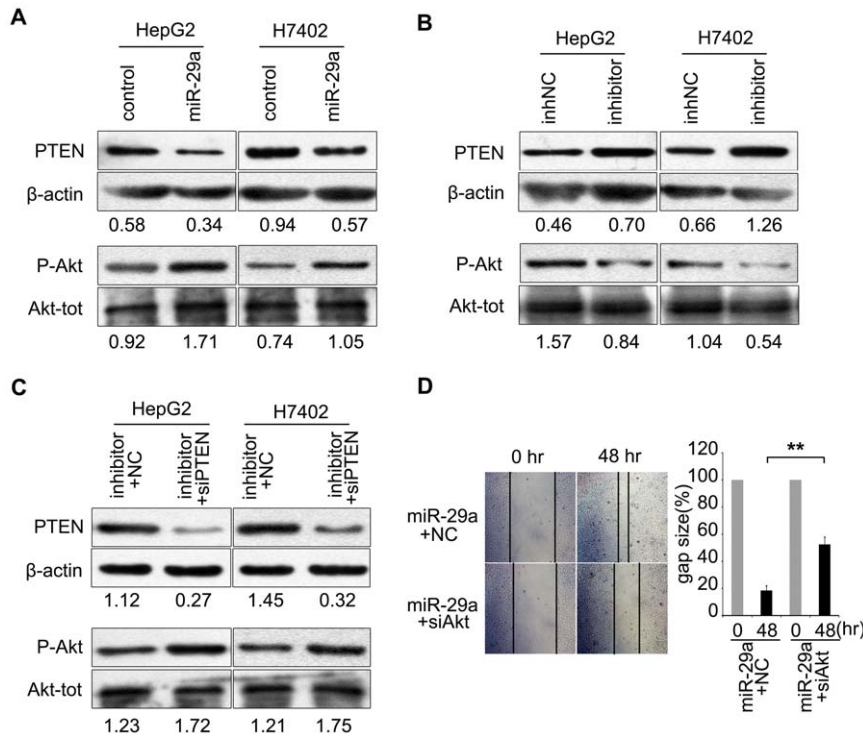 A
HepG2 H7402
control miR-29a control miR-29a
PTEN
β-actin
0.58 0.34 0.94 0.57
P-Akt
Akt-tot
0.92 1.71 0.74 1.05
B
HepG2 H7402
inhNC inhibitor inhNC inhibitor
PTEN
β-actin
0.46 0.70 0.66 1.26
P-Akt
Akt-tot
1.57 0.84 1.04 0.54
C
HepG2 H7402
inhibitor +NC inhibitor +siPTEN inhibitor +NC inhibitor +siPTEN
PTEN
β-actin
1.12 0.27 1.45 0.32
P-Akt
Akt-tot
1.23 1.72 1.21 1.75
D
0 hr 48 hr
miR-29a
+NC
miR-29a
+siAkt
gap size(%)
120
100
80
60
40
20
0
**
0 48 0 48(hr)
miR-29a
+NC
miR-29a
+siAkt